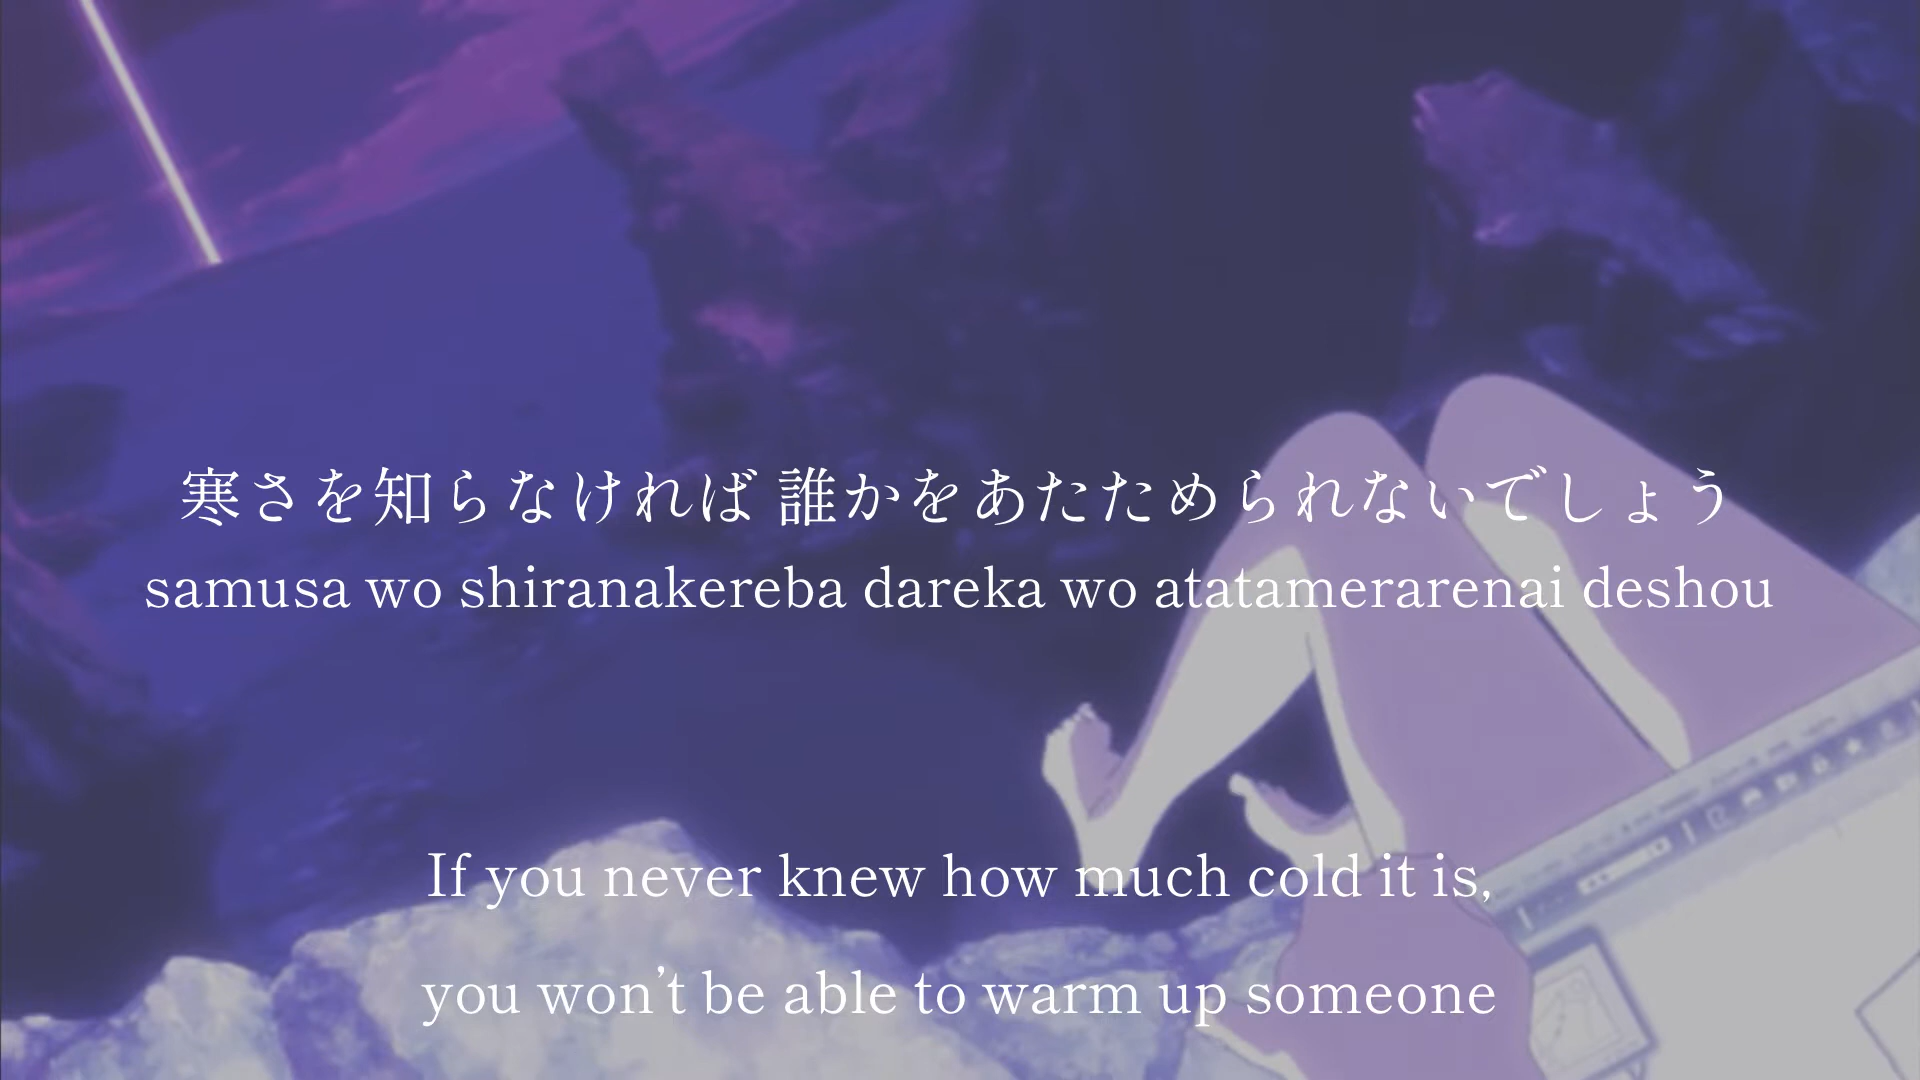 寒さを知らなければ 誰かをあたためられないでしょう
samusa wo shiranakereba dareka wo atatamerarenai deshou
If you never knew how much cold it is,
you won't be able to warm up someone